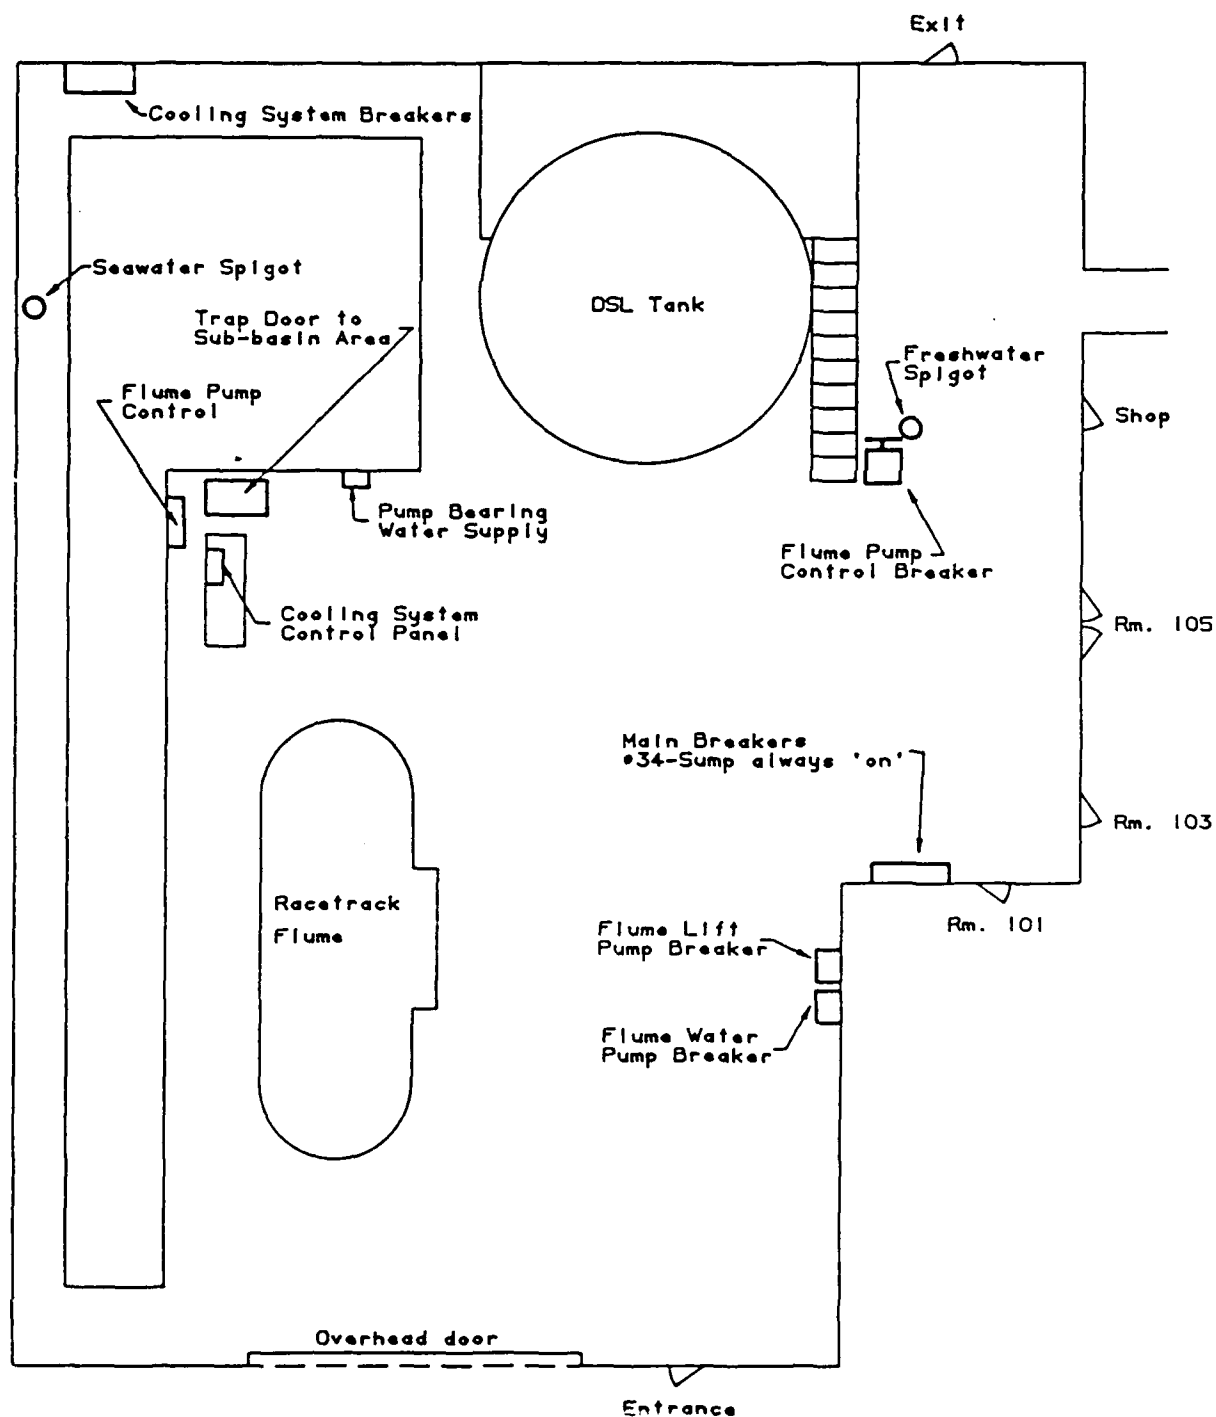 Exit
Cooling System Breakers
Seawater Spigot
Trap Door to
Sub-basin Area
DSL Tank
Freshwater
Spigot
Flume Pump
Control
Shop
Pump Bearing
Water Supply
Flume Pump
Control Breaker
Cooling System
Control Panel
Rm. 105
Main Breakers
#34-Sump always 'on'
Rm. 103
Racetrack
Flume
Rm. 101
Flume Lift
Pump Breaker
Flume Water
Pump Breaker
Overhead door
Entrance